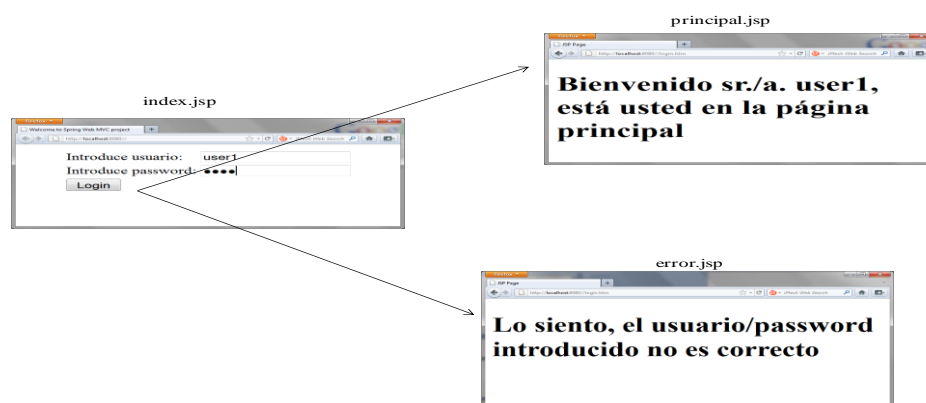 principal.jsp
JSP Page
Bienvenido sr./a. user1,
está usted en la página
principal
index.jsp
Welcome to Spring Web MVC project
Introduce usuario: user1
Introduce password:
Login
error.jsp
JSP Page
Lo siento, el usuario/password
introducido no es correcto